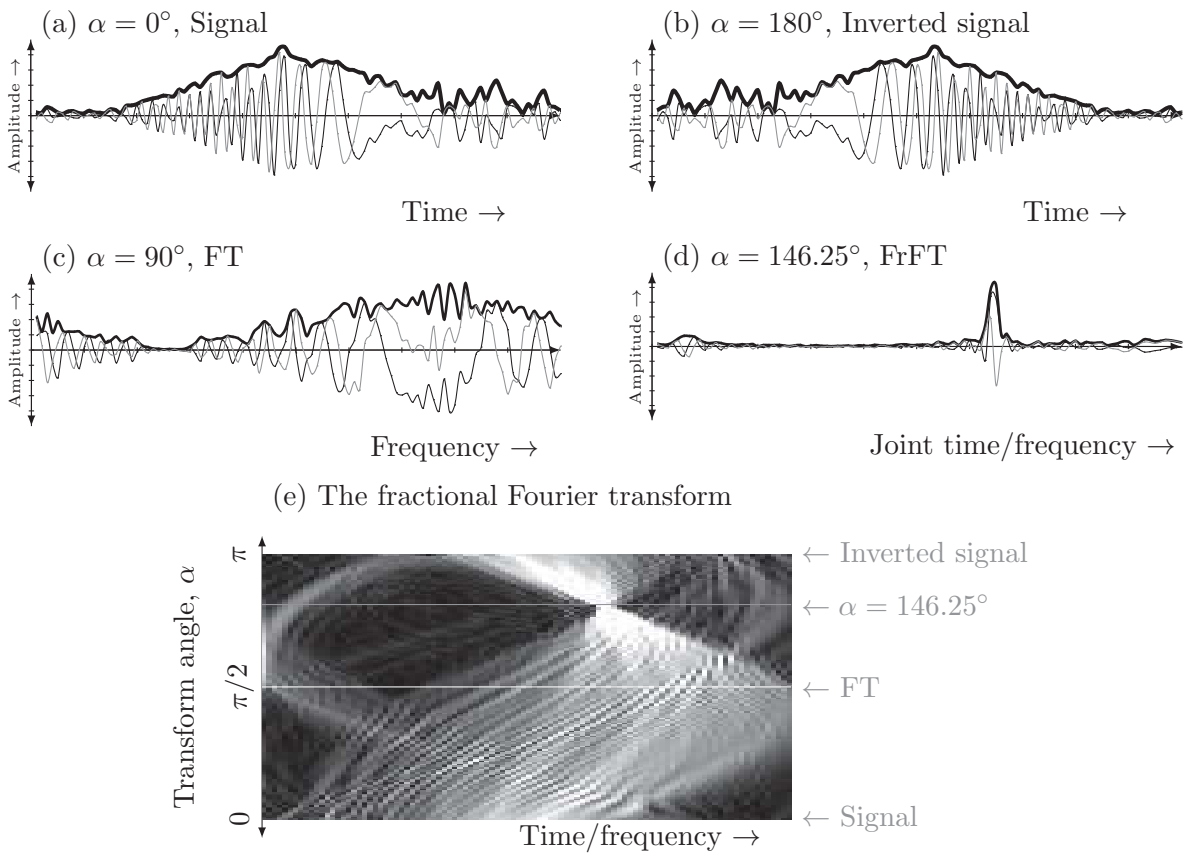 (a) α = 0°, Signal
Amplitude →
Time →
(b) α = 180°, Inverted signal
Amplitude →
Time →
(c) α = 90°, FT
Amplitude →
Frequency →
(d) α = 146.25°, FrFT
Amplitude →
Joint time/frequency →
(e) The fractional Fourier transform
Transform angle, α
π
π/2
0
← Inverted signal
← α = 146.25°
← FT
← Signal
Time/frequency →